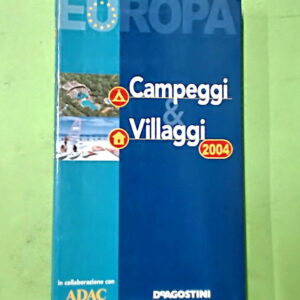 EUROPA
Campeggi
&
Villaggi
2004
in collaborazione con
ADAC
DeAGOSTINI